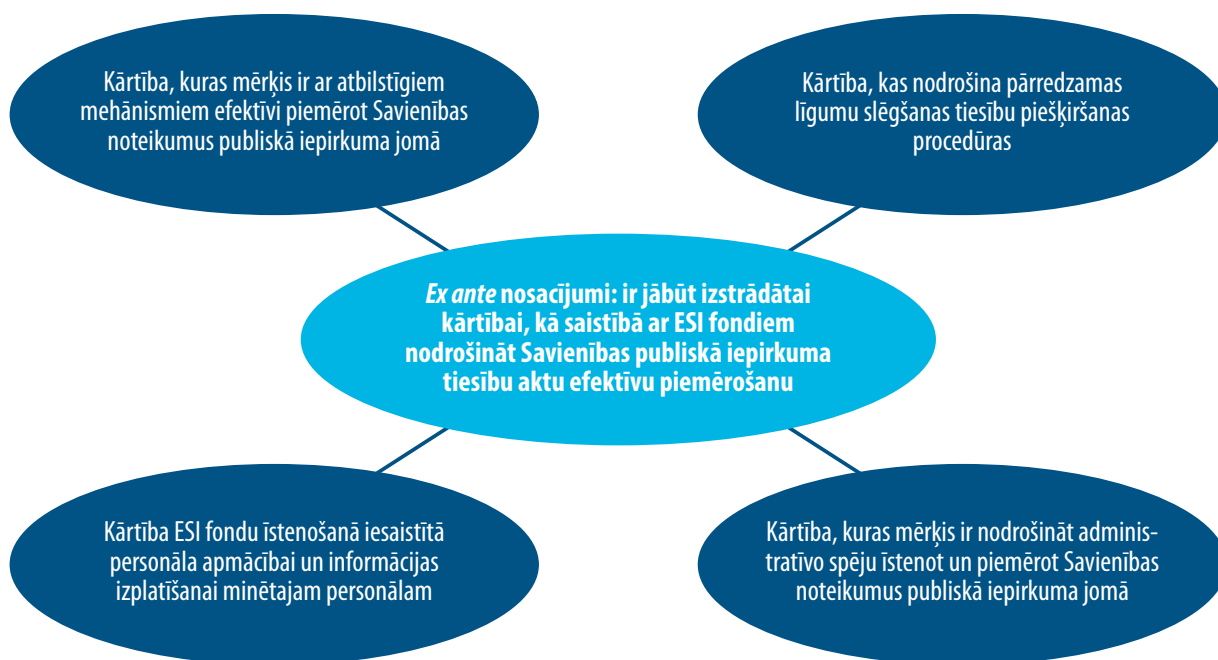 Kārtība, kuras mērķis ir ar atbilstīgiem
mehānismiem efektīvi piemērot Savienības
noteikumus publiskā iepirkuma jomā
Kārtība, kas nodrošina pārredzamas
līgumu slēgšanas tiesību piešķiršanas
procedūras
Ex ante nosacījumi: ir jābūt izstrādātai
kārtībai, kā saistībā ar ESI fondiem
nodrošināt Savienības publiskā iepirkuma
tiesību aktu efektīvu piemērošanu
Kārtība ESI fondu īstenošanā iesaistītā
personāla apmācībai un informācijas
izplatīšanai minētajam personālam
Kārtība, kuras mērķis ir nodrošināt adminis-
tratīvo spēju īstenot un piemērot Savienības
noteikumus publiskā iepirkuma jomā